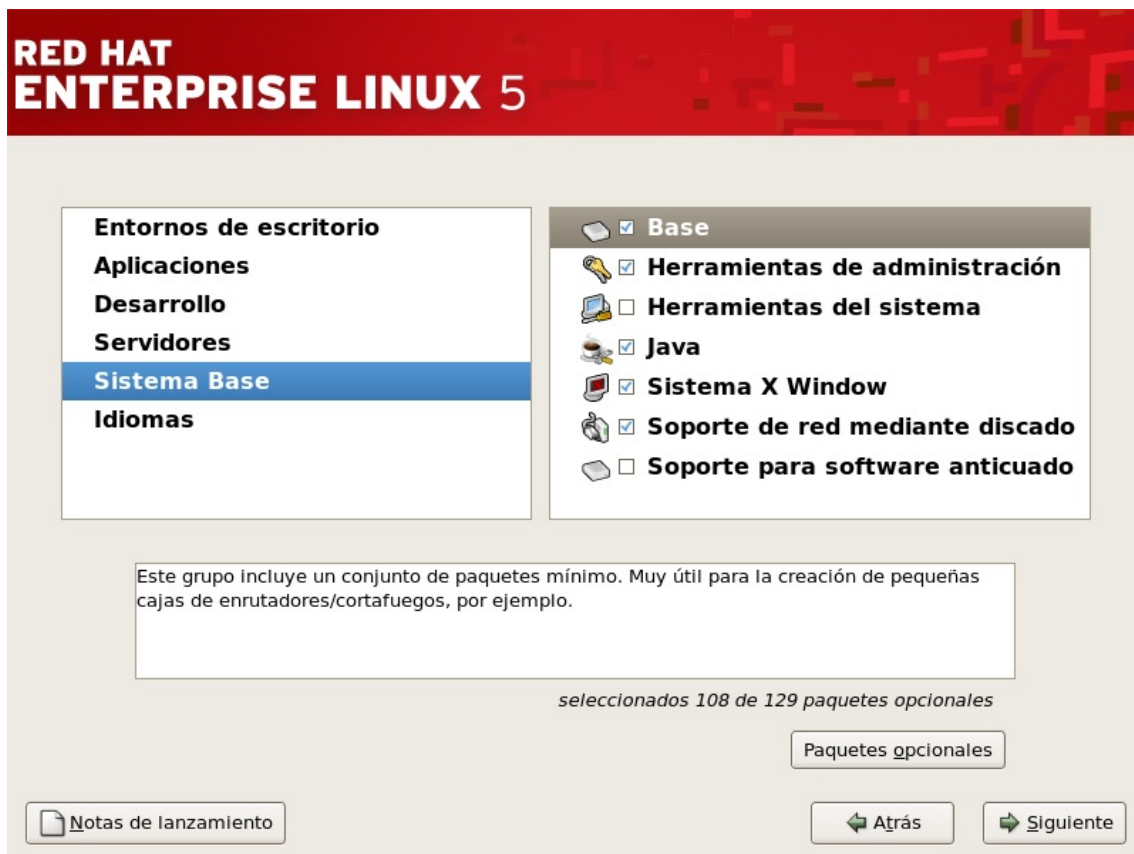 RED HAT
ENTERPRISE LINUX 5
Entornos de escritorio
Aplicaciones
Desarrollo
Servidores
Sistema Base
Idiomas
Base
Herramientas de administración
Herramientas del sistema
Java
Sistema X Window
Soporte de red mediante discado
Soporte para software anticuado
Este grupo incluye un conjunto de paquetes mínimo. Muy útil para la creación de pequeñas
cajas de enrutadores/cortafuegos, por ejemplo.
seleccionados 108 de 129 paquetes opcionales
Paquetes opcionales
Notas de lanzamiento
Atrás
Siguiente